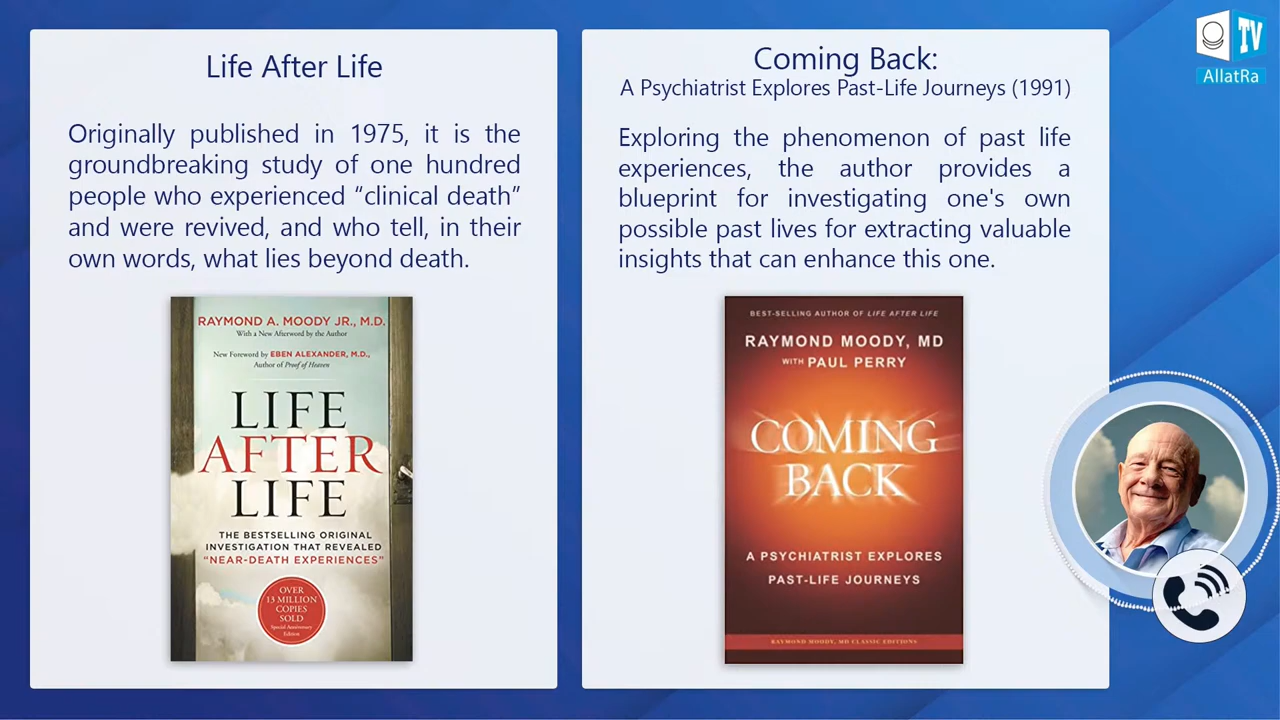 Life After Life
Originally published in 1975, it is the
groundbreaking study of one hundred
people who experienced “clinical death”
and were revived, and who tell, in their
own words, what lies beyond death.
RAYMOND A. MOODY JR., M.D.
With a New Afterword by the Author
New Foreword by EBEN ALEXANDER, M.D.,
Author of Proof of Heaven
LIFE
AFTER
LIFE
THE BESTSELLING ORIGINAL
INVESTIGATION THAT REVEALED
“NEAR-DEATH EXPERIENCES”
OVER
13 MILLION
COPIES
SOLD
Special Anniversary
Edition
Coming Back:
A Psychiatrist Explores Past-Life Journeys (1991)
Exploring the phenomenon of past life
experiences, the author provides a
blueprint for investigating one's own
possible past lives for extracting valuable
insights that can enhance this one.
BEST-SELLING AUTHOR OF LIFE AFTER LIFE
RAYMOND MOODY, MD
WITH PAUL PERRY
COMING
BACK
A PSYCHIATRIST EXPLORES
PAST-LIFE JOURNEYS
RAYMOND MOODY, MD CLASSIC EDITIONS
TV
AllatRa